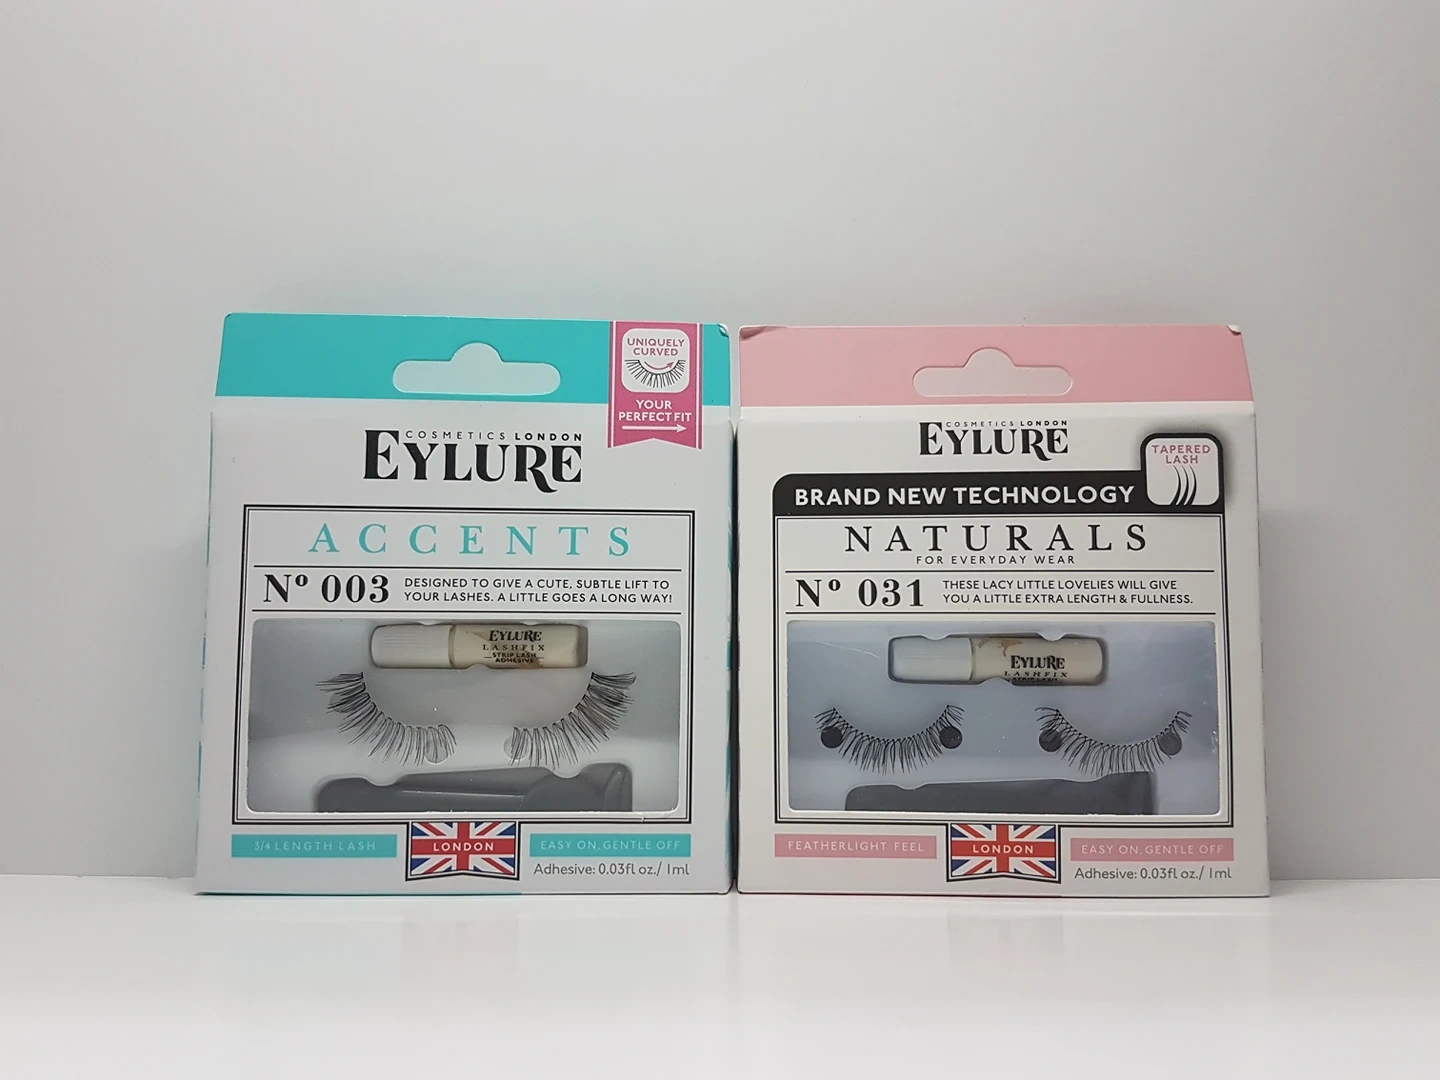 UNIQUELY
CURVED
YOUR
PERFECT FIT
COSMETICS LONDON
EYLURE
ACCENTS
Nº 003
DESIGNED TO GIVE A CUTE, SUBTLE LIFT TO
YOUR LASHES. A LITTLE GOES A LONG WAY!
EYLURE
LASHFIX
STRIP LASH
ADHESIVE
3/4 LENGTH LASH
LONDON
EASY ON, GENTLE OFF
Adhesive: 0.03fl oz./ 1ml
COSMETICS LONDON
EYLURE
TAPERED
LASH
BRAND NEW TECHNOLOGY
NATURALS
FOR EVERYDAY WEAR
Nº 031
THESE LACY LITTLE LOVELIES WILL GIVE
YOU A LITTLE EXTRA LENGTH & FULLNESS.
EYLURE
LASHFIX
STRIP LASH
FEATHERLIGHT FEEL
LONDON
EASY ON, GENTLE OFF
Adhesive: 0.03fl oz./ 1ml